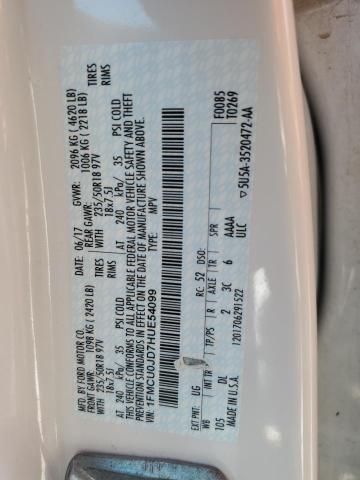 MFD. BY FORD MOTOR CO.
DATE: 06/17 GVWR: 2096 KG ( 4620 LB)
FRONT GAWR: 1098 KG ( 2420 LB) REAR GAWR: 1006 KG ( 2218 LB)
WITH 235/50R18 97V TIRES WITH 235/50R18 97V TIRES
18x7.5J RIMS 18x7.5J RIMS
AT 240 kPa/ 35 PSI COLD AT 240 kPa/ 35 PSI COLD
THIS VEHICLE CONFORMS TO ALL APPLICABLE FEDERAL MOTOR VEHICLE SAFETY AND THEFT
PREVENTION STANDARDS IN EFFECT ON THE DATE OF MANUFACTURE SHOWN ABOVE.
VIN: 1FMCU0JD7HUE54099
TYPE: MPV
F0085
T0269
EXT PNT: UG RC: 52 DSO:
WB INT TR TP/PS R AXLE TR SPR
105 DL 2 3C 6 AAAA
ULC
MADE IN U.S.A.
1201706291522
5U5A-3520472-AA